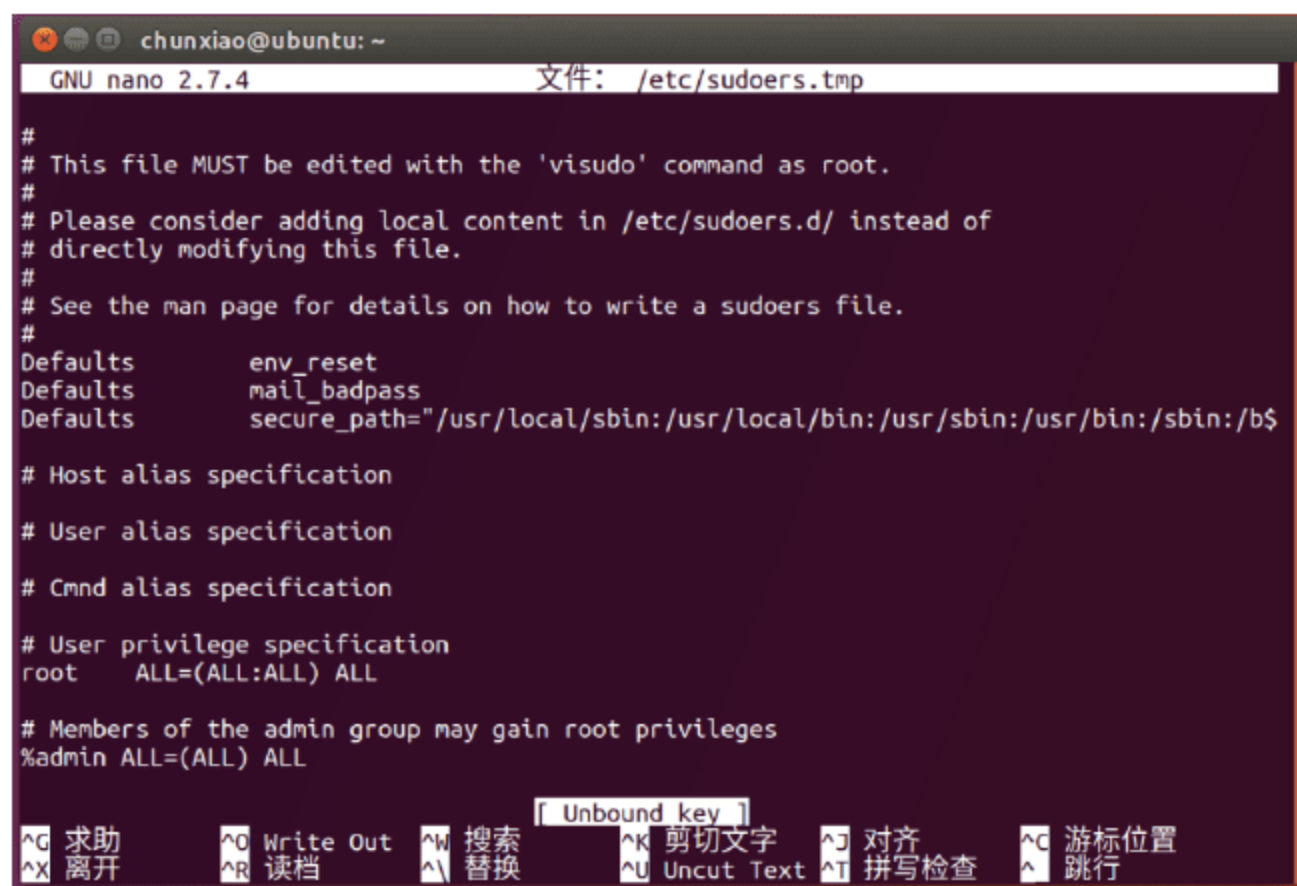 chunxiao@ubuntu: ~
GNU nano 2.7.4 文件： /etc/sudoers.tmp
#
# This file MUST be edited with the 'visudo' command as root.
#
# Please consider adding local content in /etc/sudoers.d/ instead of
# directly modifying this file.
#
# See the man page for details on how to write a sudoers file.
#
Defaults env_reset
Defaults mail_badpass
Defaults secure_path="/usr/local/sbin:/usr/local/bin:/usr/sbin:/usr/bin:/sbin:/b$
# Host alias specification
# User alias specification
# Cmnd alias specification
# User privilege specification
root ALL=(ALL:ALL) ALL
# Members of the admin group may gain root privileges
%admin ALL=(ALL) ALL
[ Unbound key ]
^G 求助 ^O Write Out ^W 搜索 ^K 剪切文字 ^J 对齐 ^C 游标位置
^X 离开 ^R 读档 ^\ 替换 ^U Uncut Text ^T 拼写检查 ^_ 跳行